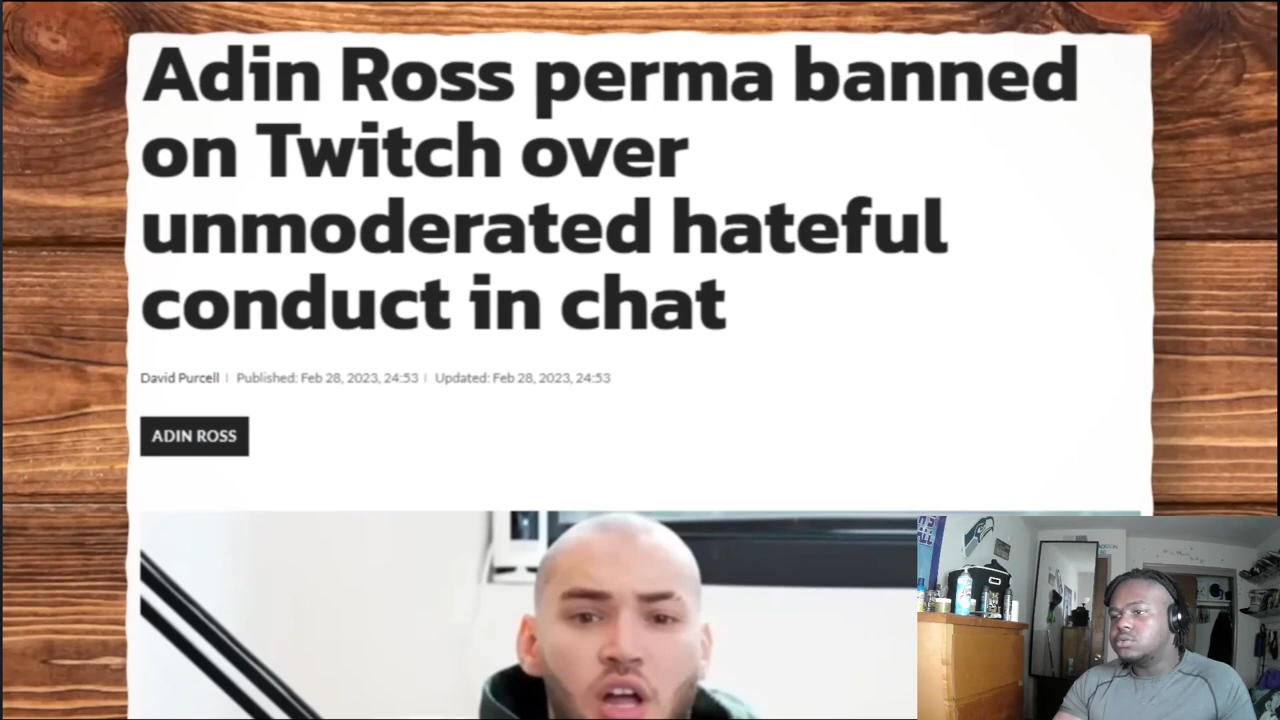 Adin Ross perma banned
on Twitch over
unmoderated hateful
conduct in chat
David Purcell | Published: Feb 28, 2023, 24:53 | Updated: Feb 28, 2023, 24:53
ADIN ROSS